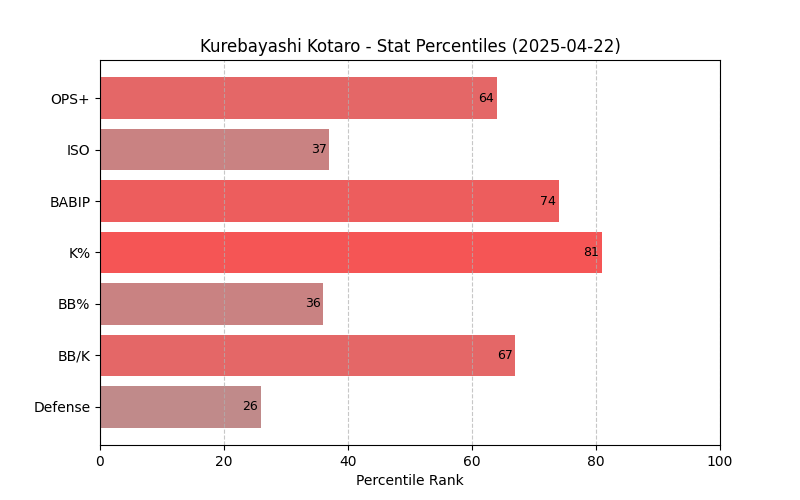 Kurebayashi Kotaro - Stat Percentiles (2025-04-22)
OPS+ 64
ISO 37
BABIP 74
K% 81
BB% 36
BB/K 67
Defense 26
0 20 40 60 80 100
Percentile Rank